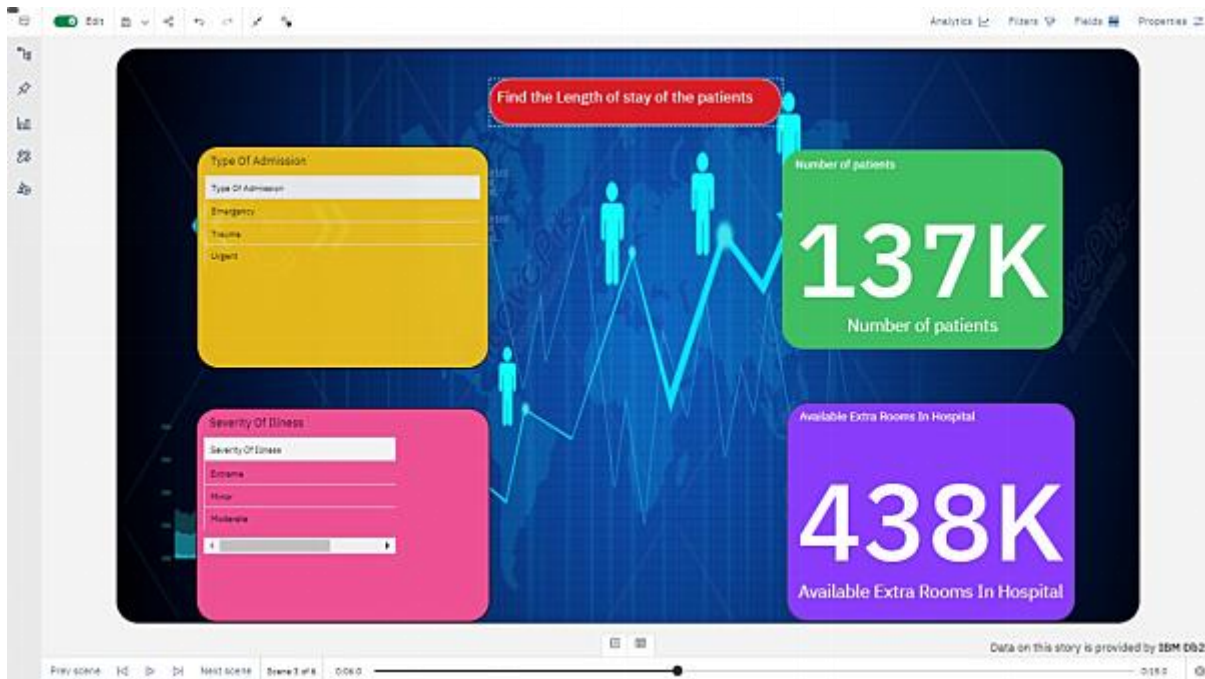 Edit
Analytics
Filters
Fields
Properties
Find the Length of stay of the patients
Type Of Admission
Type Of Admission
Emergency
Trauma
Urgent
Number of patients
137K
Number of patients
Severity Of Illness
Severity Of Illness
Extreme
Minor
Moderate
Available Extra Rooms In Hospital
438K
Available Extra Rooms In Hospital
Data on this story is provided by IBM Db2
Prev scene
Next scene